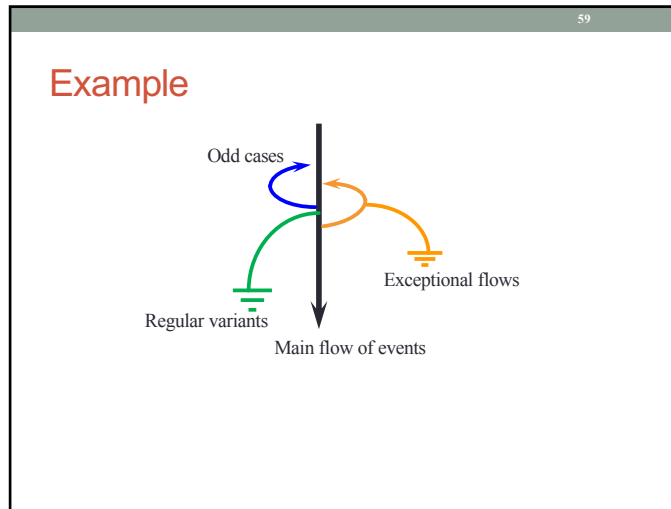 59
Example
Odd cases
Exceptional flows
Regular variants
Main flow of events